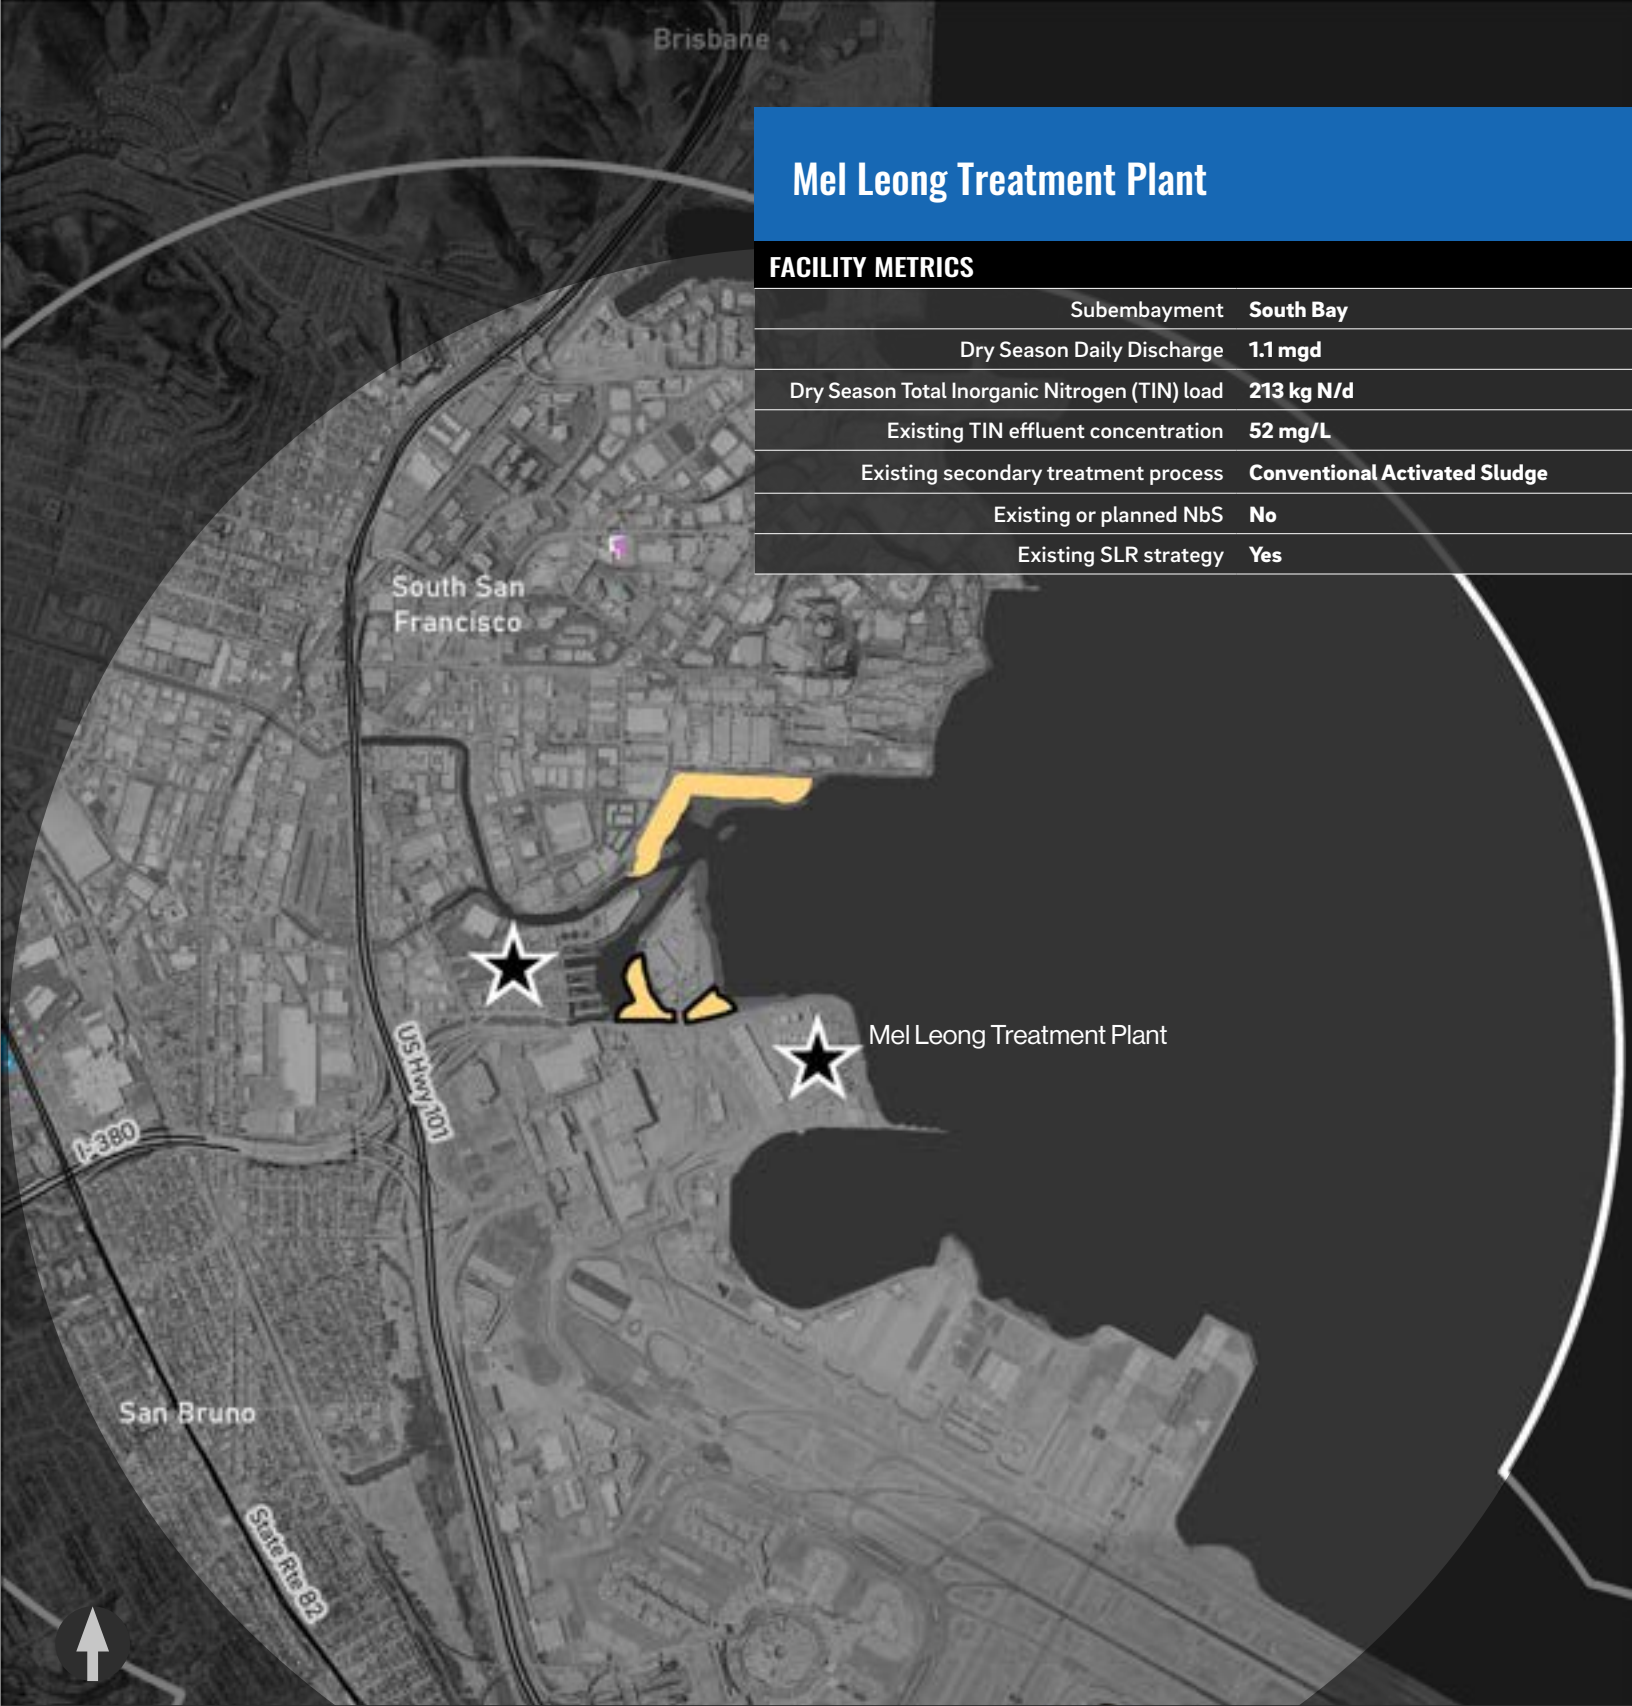 Brisbane
Mel Leong Treatment Plant
FACILITY METRICS
Subembayment South Bay
Dry Season Daily Discharge 1.1 mgd
Dry Season Total Inorganic Nitrogen (TIN) load 213 kg N/d
Existing TIN effluent concentration 52 mg/L
Existing secondary treatment process Conventional Activated Sludge
Existing or planned NbS No
Existing SLR strategy Yes
South San
Francisco
Mel Leong Treatment Plant
US Hwy 101
I-380
San Bruno
State Rte 82